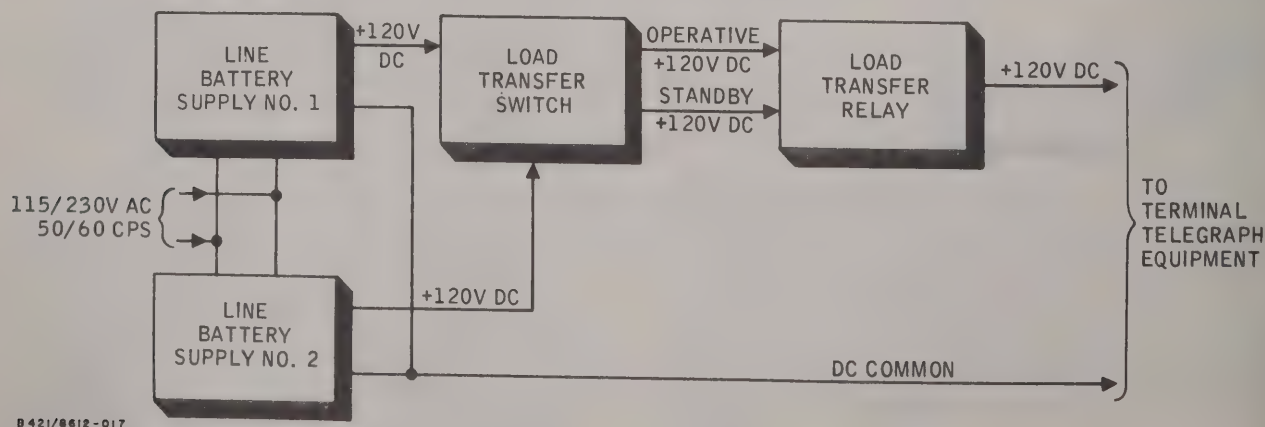 LINE
BATTERY
SUPPLY NO. 1
+120V
DC
LOAD
TRANSFER
SWITCH
OPERATIVE
+120V DC
STANDBY
+120V DC
LOAD
TRANSFER
RELAY
+120V DC
115/230V AC
50/60 CPS
TO
TERMINAL
TELEGRAPH
EQUIPMENT
LINE
BATTERY
SUPPLY NO. 2
+120V DC
DC COMMON
B421/8612-017